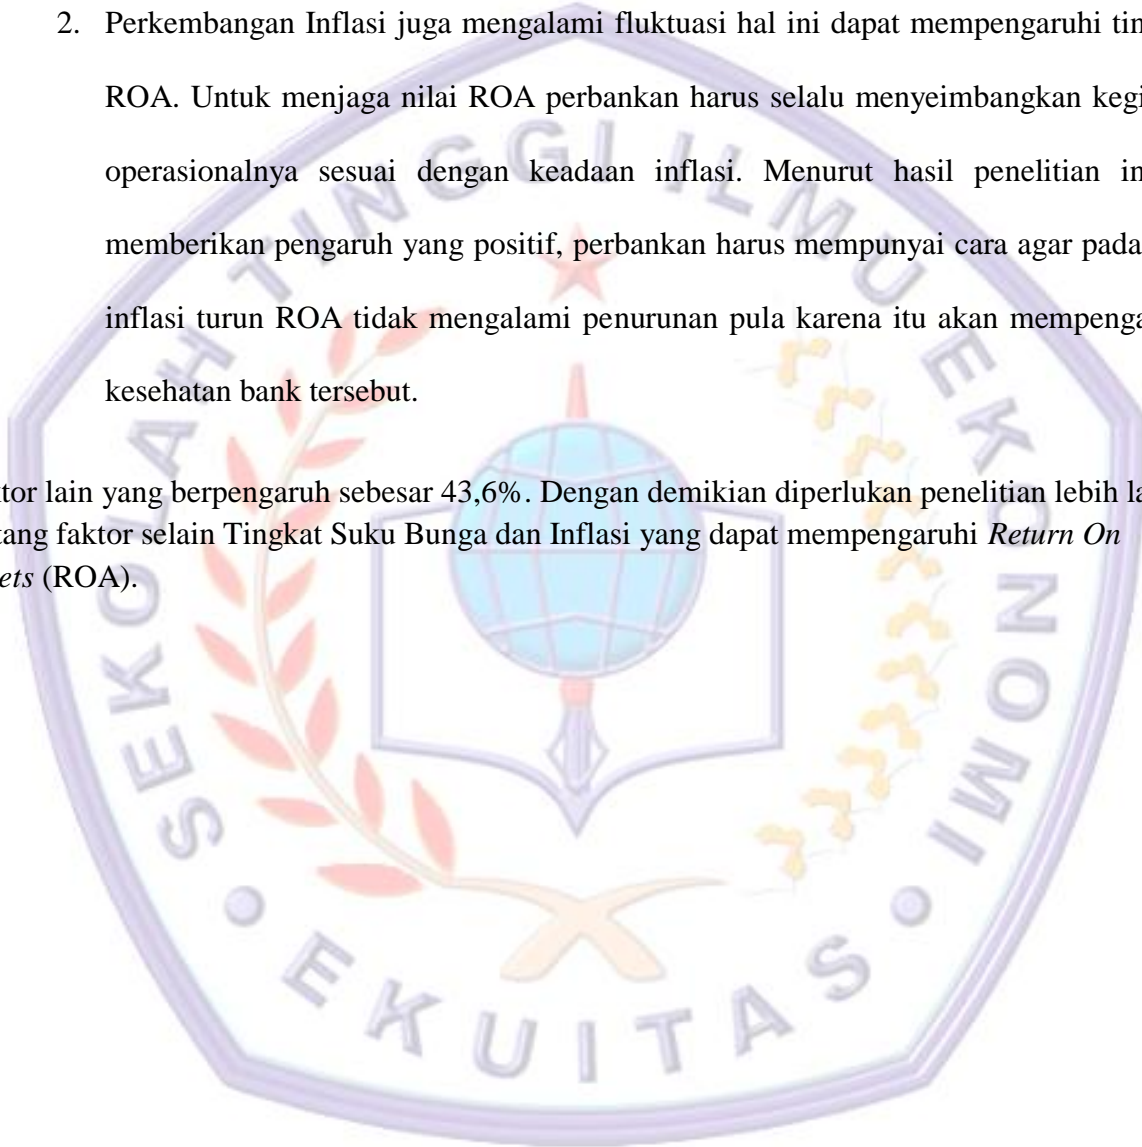 2. Perkembangan Inflasi juga mengalami fluktuasi hal ini dapat mempengaruhi tin
ROA. Untuk menjaga nilai ROA perbankan harus selalu menyeimbangkan kegi
operasionalnya sesuai dengan keadaan inflasi. Menurut hasil penelitian in
memberikan pengaruh yang positif, perbankan harus mempunyai cara agar pada
inflasi turun ROA tidak mengalami penurunan pula karena itu akan mempenga
kesehatan bank tersebut.
ktor lain yang berpengaruh sebesar 43,6%. Dengan demikian diperlukan penelitian lebih la
tang faktor selain Tingkat Suku Bunga dan Inflasi yang dapat mempengaruhi Return On
ets (ROA).
SEKOLAH TINGGI ILMU EKONOMI
EKUITAS